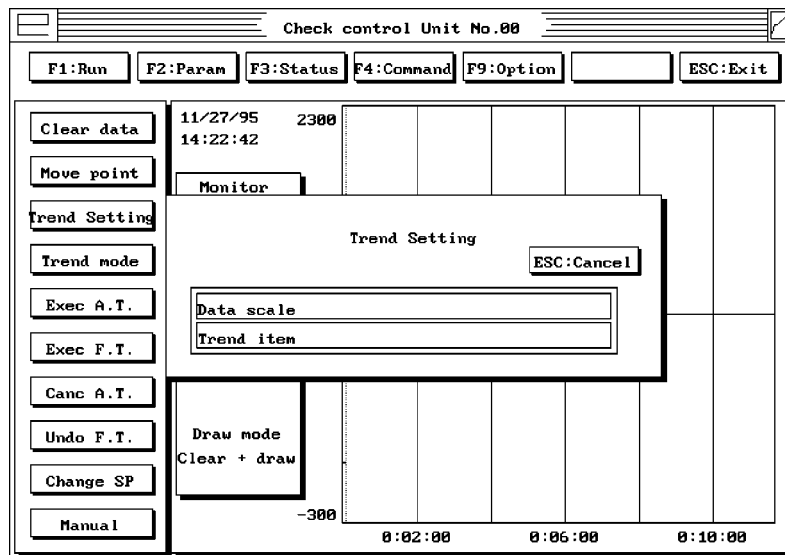 Check control Unit No.00
F1:Run F2:Param F3:Status F4:Command F9:Option ESC:Exit
Clear data
Move point
Trend Setting
Trend mode
Exec A.T.
Exec F.T.
Canc A.T.
Undo F.T.
Change SP
Manual
11/27/95 2300
14:22:42
Monitor
Trend Setting
ESC:Cancel
Data scale
Trend item
Draw mode
Clear + draw
-300
0:02:00 0:06:00 0:10:00